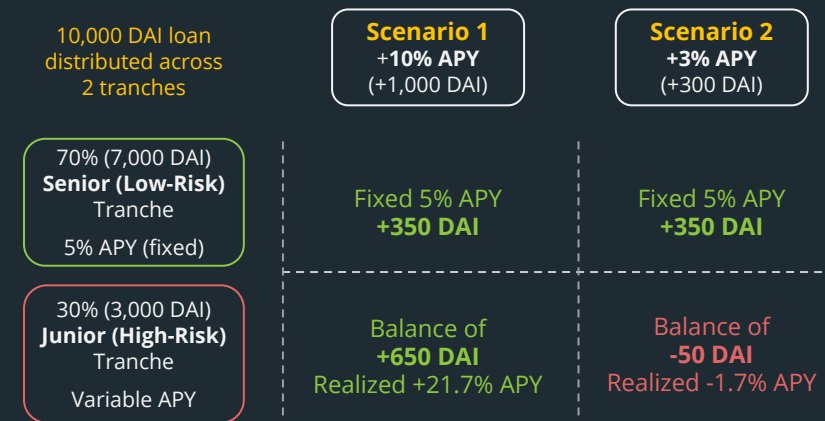 10,000 DAI loan
distributed across
2 tranches
Scenario 1
+10% APY
(+1,000 DAI)
Scenario 2
+3% APY
(+300 DAI)
70% (7,000 DAI)
Senior (Low-Risk)
Tranche
5% APY (fixed)
Fixed 5% APY
+350 DAI
Fixed 5% APY
+350 DAI
30% (3,000 DAI)
Junior (High-Risk)
Tranche
Variable APY
Balance of
+650 DAI
Realized +21.7% APY
Balance of
-50 DAI
Realized -1.7% APY